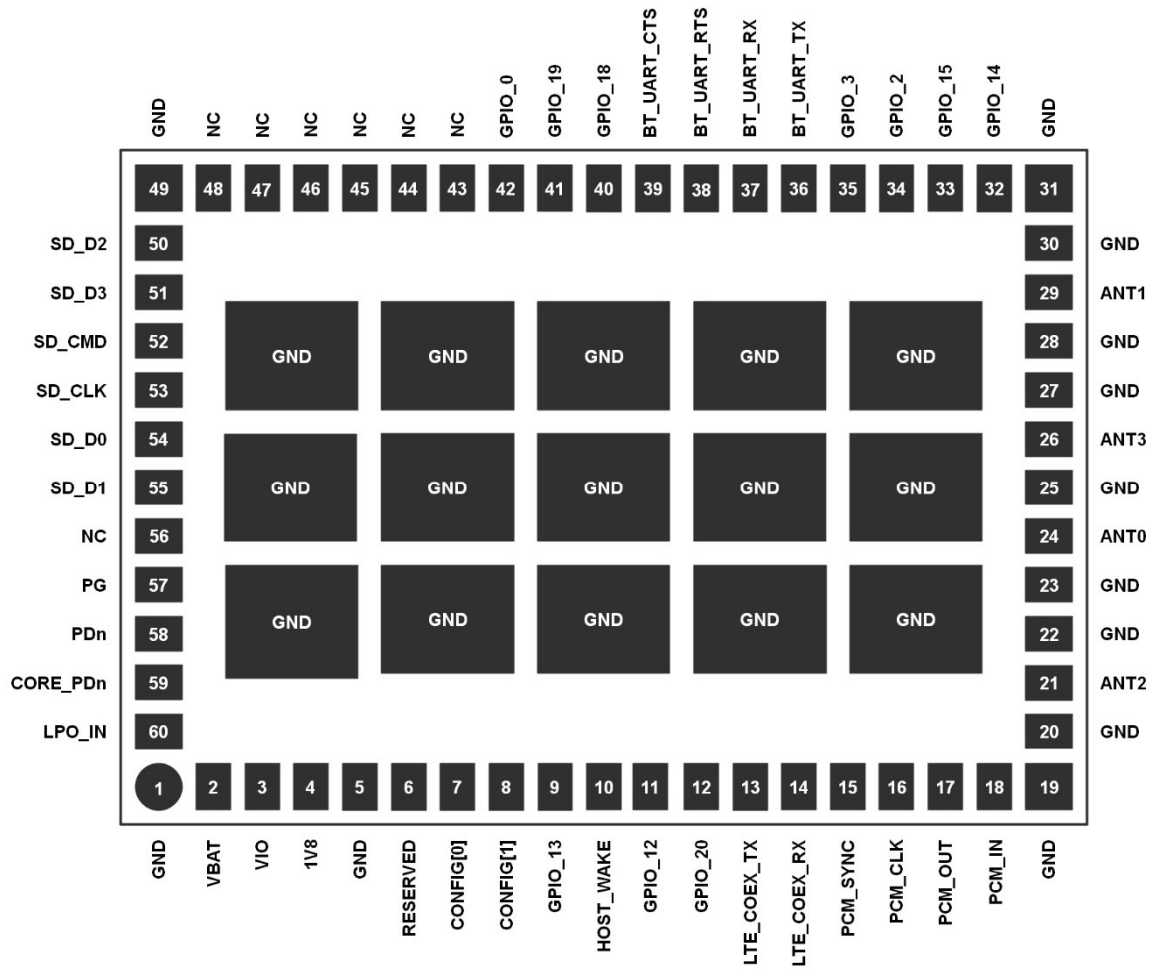 GND
NC
NC
NC
NC
NC
NC
GPIO_0
GPIO_19
GPIO_18
BT_UART_CTS
BT_UART_RTS
BT_UART_RX
BT_UART_TX
GPIO_3
GPIO_2
GPIO_15
GPIO_14
GND
49 48 47 46 45 44 43 42 41 40 39 38 37 36 35 34 33 32 31
SD_D2 50 30 GND
SD_D3 51 29 ANT1
SD_CMD 52 28 GND
GND GND GND GND GND
SD_CLK 53 27 GND
SD_D0 54 26 ANT3
SD_D1 55 GND GND GND GND GND 25 GND
NC 56 24 ANT0
PG 57 23 GND
GND GND GND GND GND
PDn 58 22 GND
CORE_PDn 59 21 ANT2
LPO_IN 60 20 GND
1 2 3 4 5 6 7 8 9 10 11 12 13 14 15 16 17 18 19
GND
VBAT
VIO
1V8
GND
RESERVED
CONFIG[0]
CONFIG[1]
GPIO_13
HOST_WAKE
GPIO_12
GPIO_20
LTE_COEX_TX
LTE_COEX_RX
PCM_SYNC
PCM_CLK
PCM_OUT
PCM_IN
GND